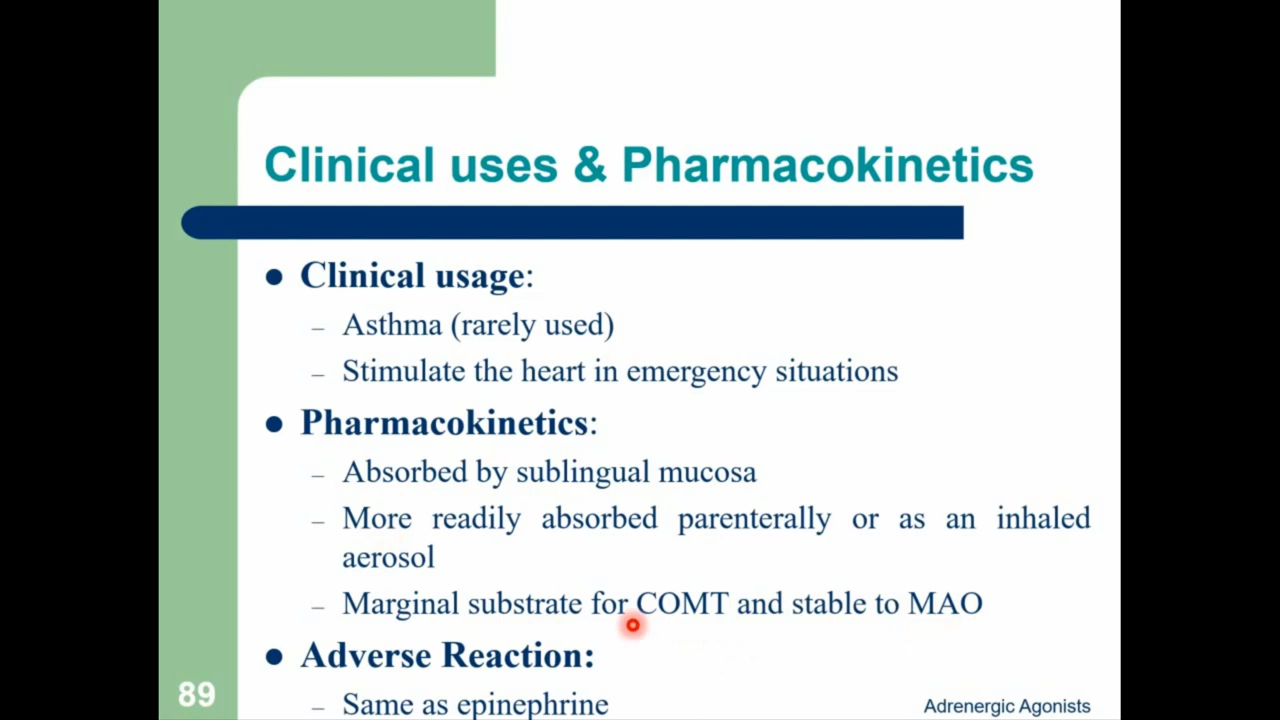 Clinical uses & Pharmacokinetics
● Clinical usage:
– Asthma (rarely used)
– Stimulate the heart in emergency situations
● Pharmacokinetics:
– Absorbed by sublingual mucosa
– More readily absorbed parenterally or as an inhaled
aerosol
– Marginal substrate for COMT and stable to MAO
● Adverse Reaction:
– Same as epinephrine
89
Adrenergic Agonists